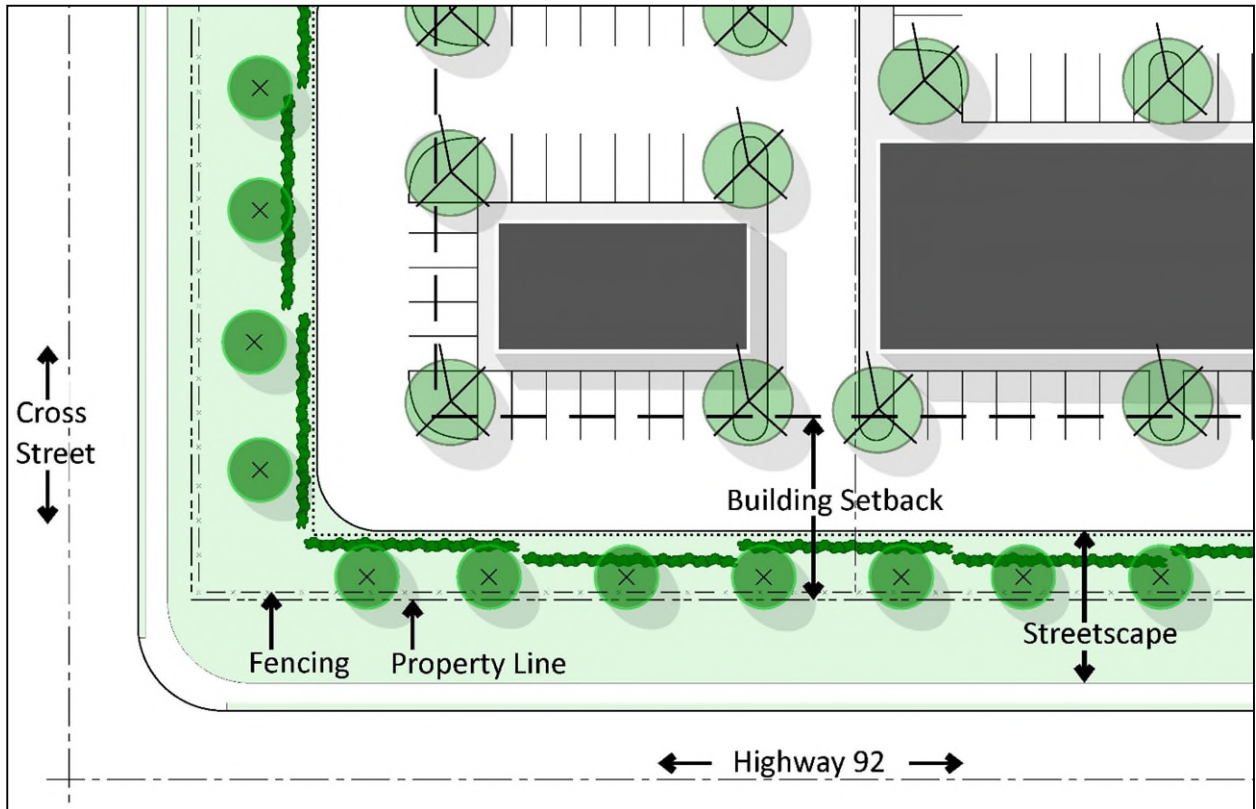 Cross
Street
Building Setback
Streetscape
Fencing
Property Line
Highway 92